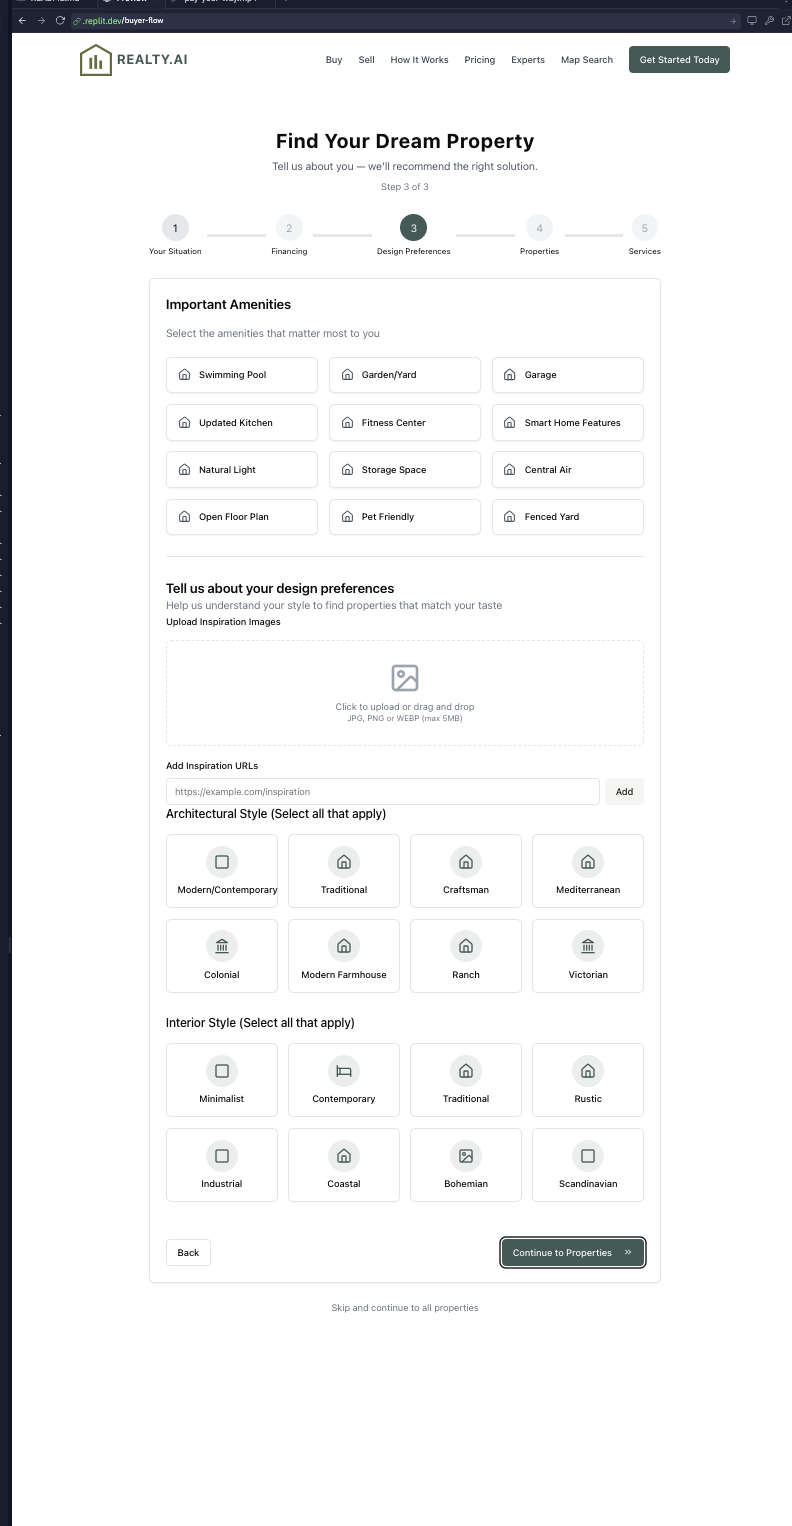 .replit.dev/buyer-flow
REALTY.AI
Buy Sell How It Works Pricing Experts Map Search Get Started Today
Find Your Dream Property
Tell us about you — we'll recommend the right solution.
Step 3 of 3
1 2 3 4 5
Your Situation Financing Design Preferences Properties Services
Important Amenities
Select the amenities that matter most to you
Swimming Pool Garden/Yard Garage
Updated Kitchen Fitness Center Smart Home Features
Natural Light Storage Space Central Air
Open Floor Plan Pet Friendly Fenced Yard
Tell us about your design preferences
Help us understand your style to find properties that match your taste
Upload Inspiration Images
Click to upload or drag and drop
JPG, PNG or WEBP (max 5MB)
Add Inspiration URLs
https://example.com/inspiration Add
Architectural Style (Select all that apply)
Modern/Contemporary Traditional Craftsman Mediterranean
Colonial Modern Farmhouse Ranch Victorian
Interior Style (Select all that apply)
Minimalist Contemporary Traditional Rustic
Industrial Coastal Bohemian Scandinavian
Back Continue to Properties »
Skip and continue to all properties